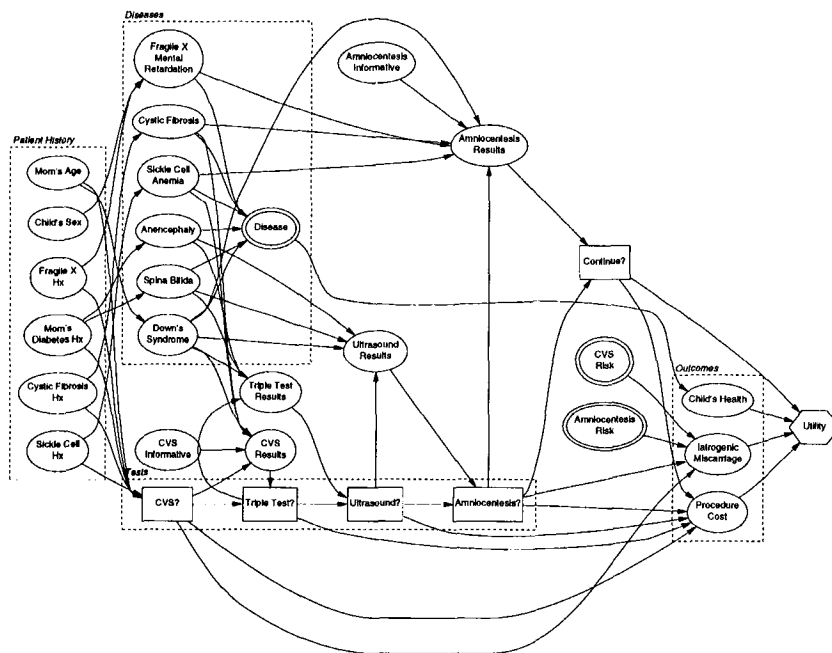 Diseases
Fragile X
Mental
Retardation
Amniocentesis
Informative
Cystic Fibrosis
Patient History
Amniocentesis
Results
Mom's Age
Sickle Cell
Anemia
Child's Sex
Anencephaly
Disease
Continue?
Fragile X
Hx
Spina Bifida
Mom's
Diabetes Hx
Down's
Syndrome
Ultrasound
Results
CVS
Risk
Outcomes
Cystic Fibrosis
Hx
Triple Test
Results
Child's Health
Amniocentesis
Risk
Utility
Sickle Cell
Hx
CVS
Informative
CVS
Results
Iatrogenic
Miscarriage
Tests
CVS?
Triple Test?
Ultrasound?
Amniocentesis?
Procedure
Cost